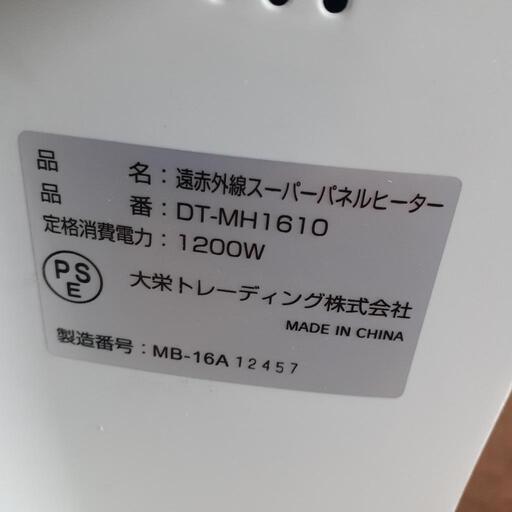 品名：遠赤外線スーパーパネルヒーター
品番：DT-MH1610
定格消費電力：1200W
PSE
大栄トレーディング株式会社
MADE IN CHINA
製造番号：MB-16A 12457